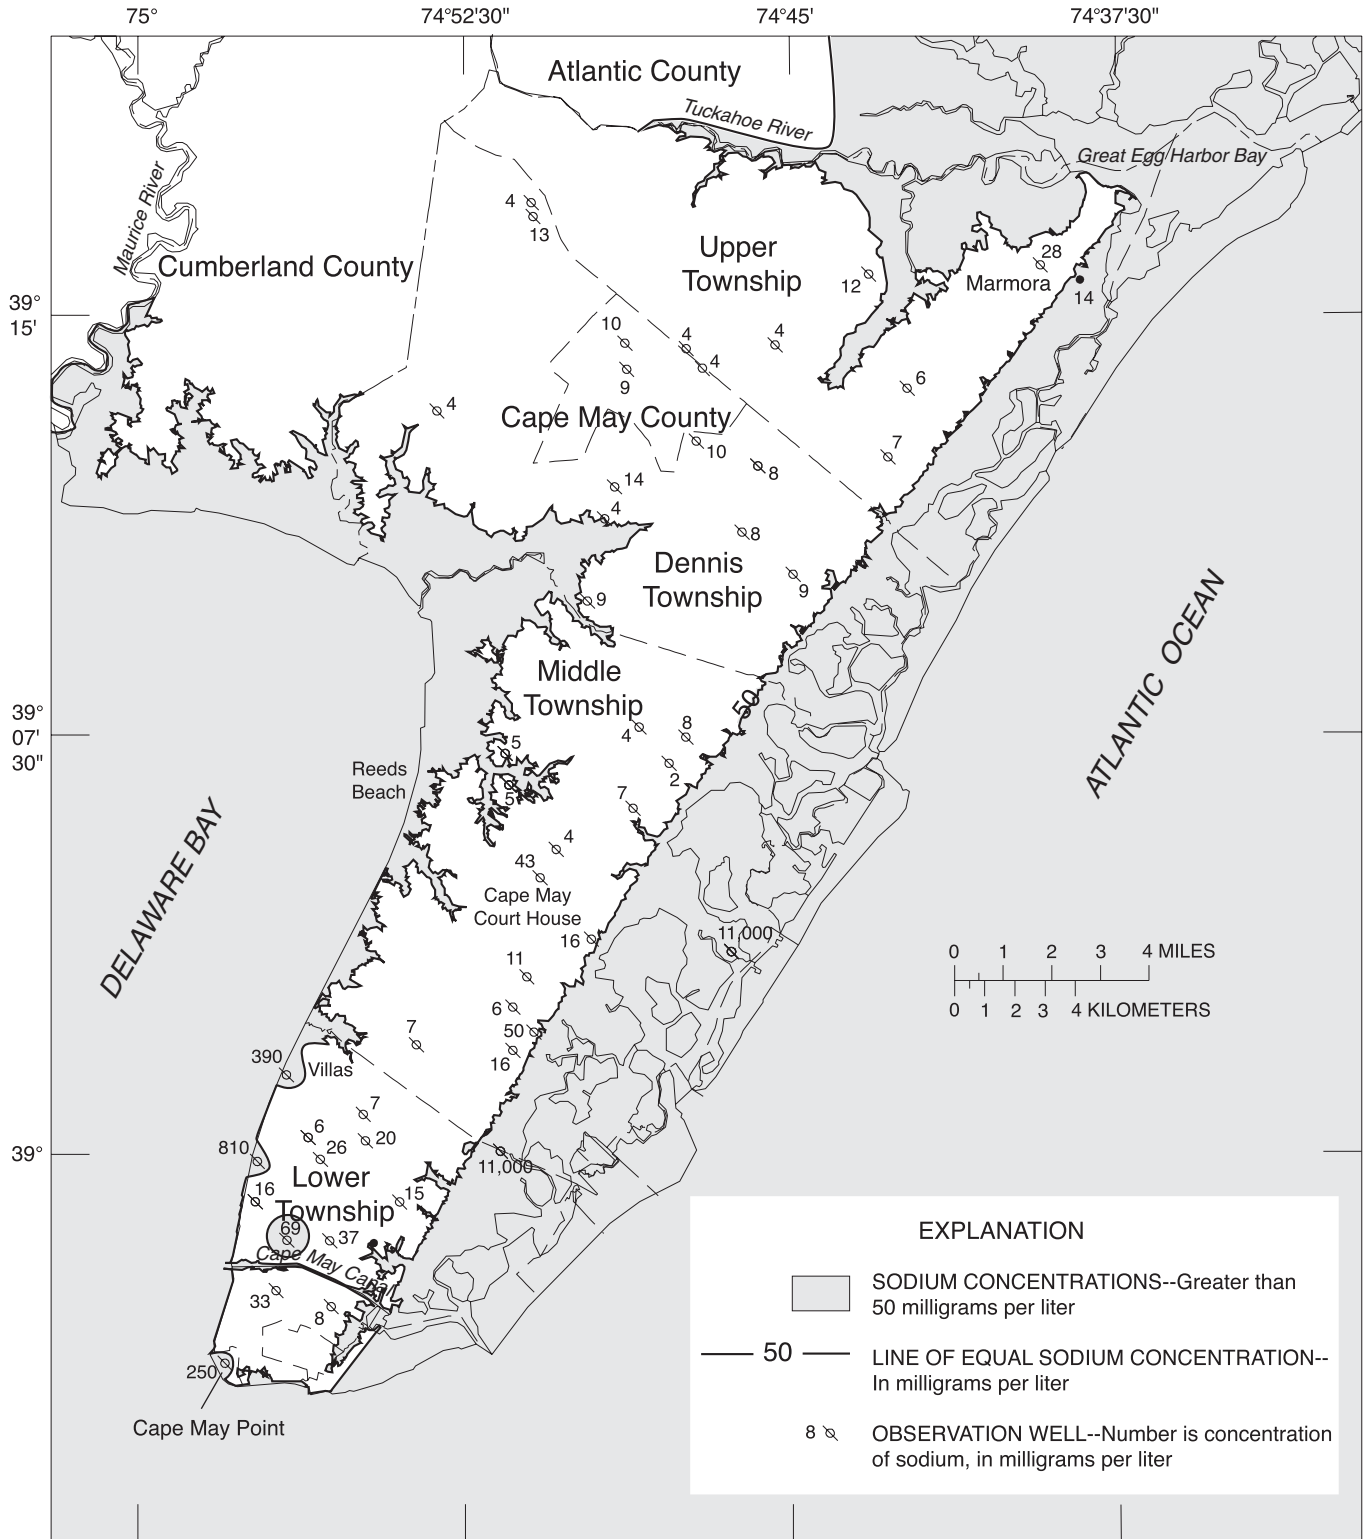 75°
74°52'30"
74°45'
74°37'30"
Atlantic County
Tuckahoe River
Great Egg Harbor Bay
Maurice River
4
13
Upper
Township
28
Cumberland County
12
Marmora
14
39°
15'
10
4
4
4
9
6
4
Cape May County
7
10
8
14
4
8
Dennis
Township
9
9
Middle
Township
50
39°
07'
30"
4
8
5
2
Reeds
Beach
5
7
ATLANTIC OCEAN
DELAWARE BAY
4
43
Cape May
Court House
16
11,000
11
0 1 2 3 4 MILES
0 1 2 3 4 KILOMETERS
6
7
50
16
390
Villas
7
6
20
26
810
39°
11,000
Lower
Township
16
15
69
37
Cape May Canal
33
8
250
Cape May Point
EXPLANATION
SODIUM CONCENTRATIONS--Greater than
50 milligrams per liter
50
LINE OF EQUAL SODIUM CONCENTRATION--
In milligrams per liter
8
OBSERVATION WELL--Number is concentration
of sodium, in milligrams per liter